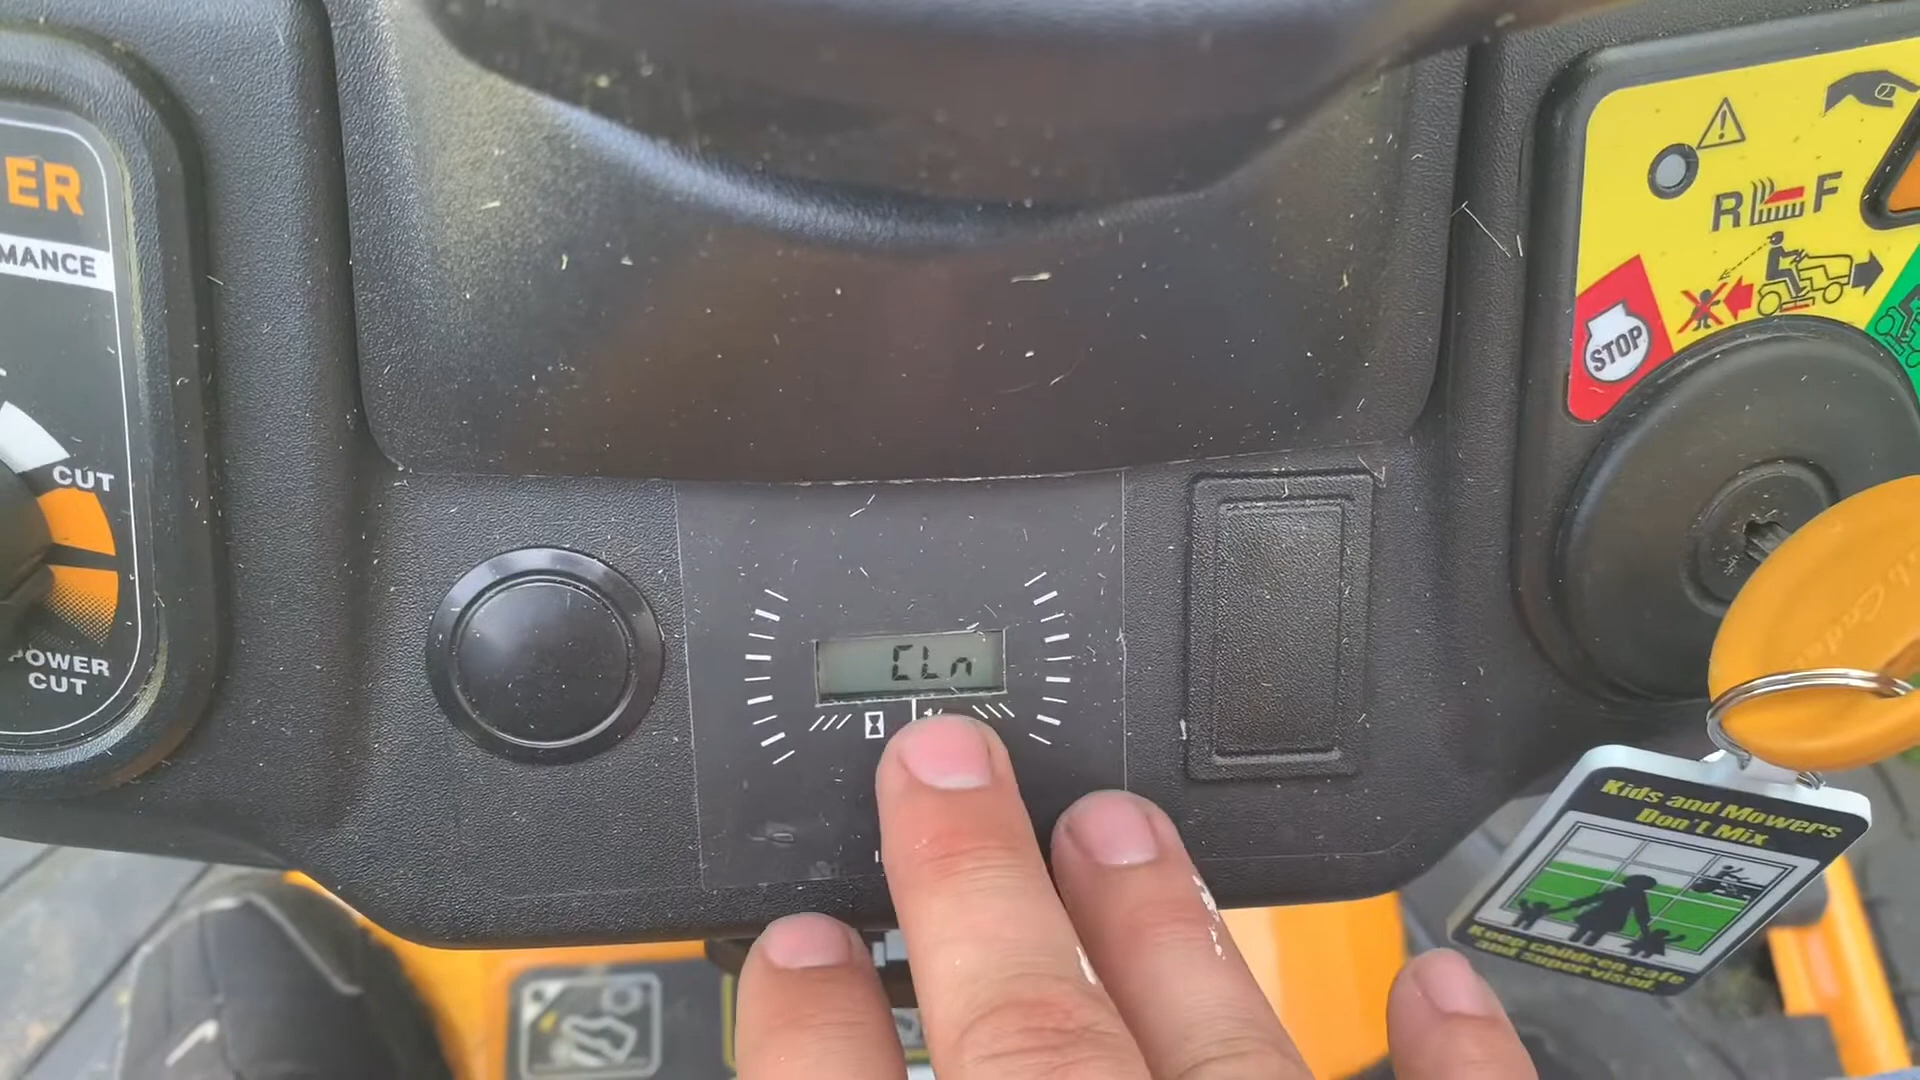 ER
MANCE
CUT
POWER
CUT
CLn
R F
STOP
Kids and Mowers
Don't Mix
Keep children safe
and supervised.